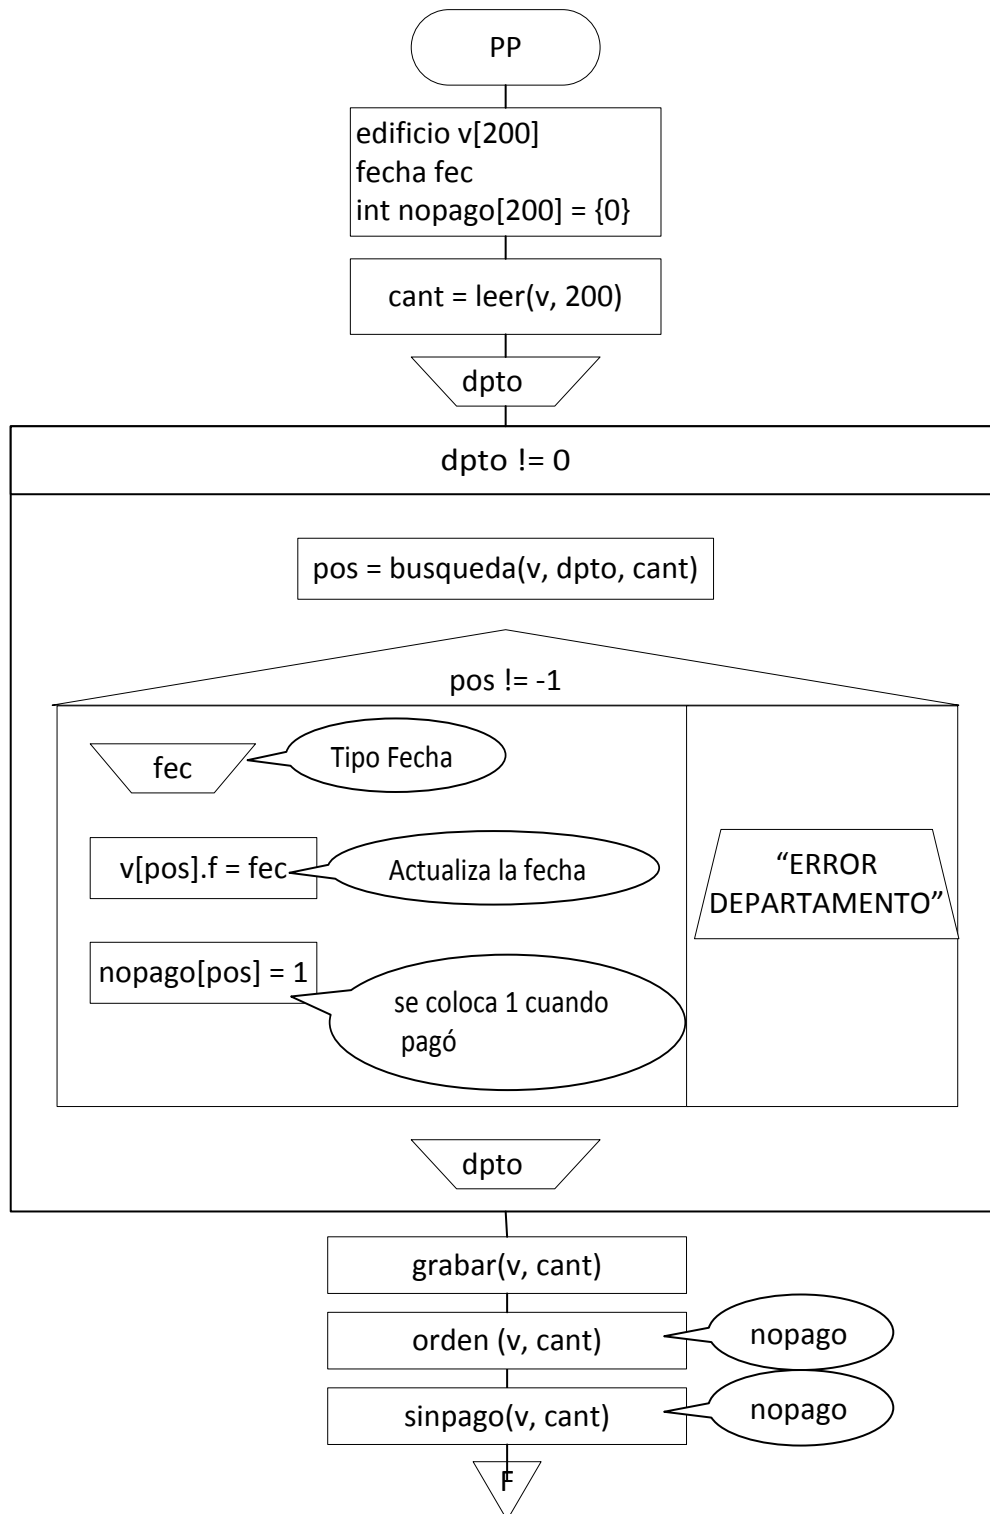 PP
edificio v[200]
fecha fec
int nopago[200] = {0}
cant = leer(v, 200)
dpto
dpto != 0
pos = busqueda(v, dpto, cant)
pos != -1
fec
Tipo Fecha
v[pos].f = fec
Actualiza la fecha
“ERROR
DEPARTAMENTO”
nopago[pos] = 1
se coloca 1 cuando
pagó
dpto
grabar(v, cant)
orden (v, cant)
nopago
sinpago(v, cant)
nopago
F